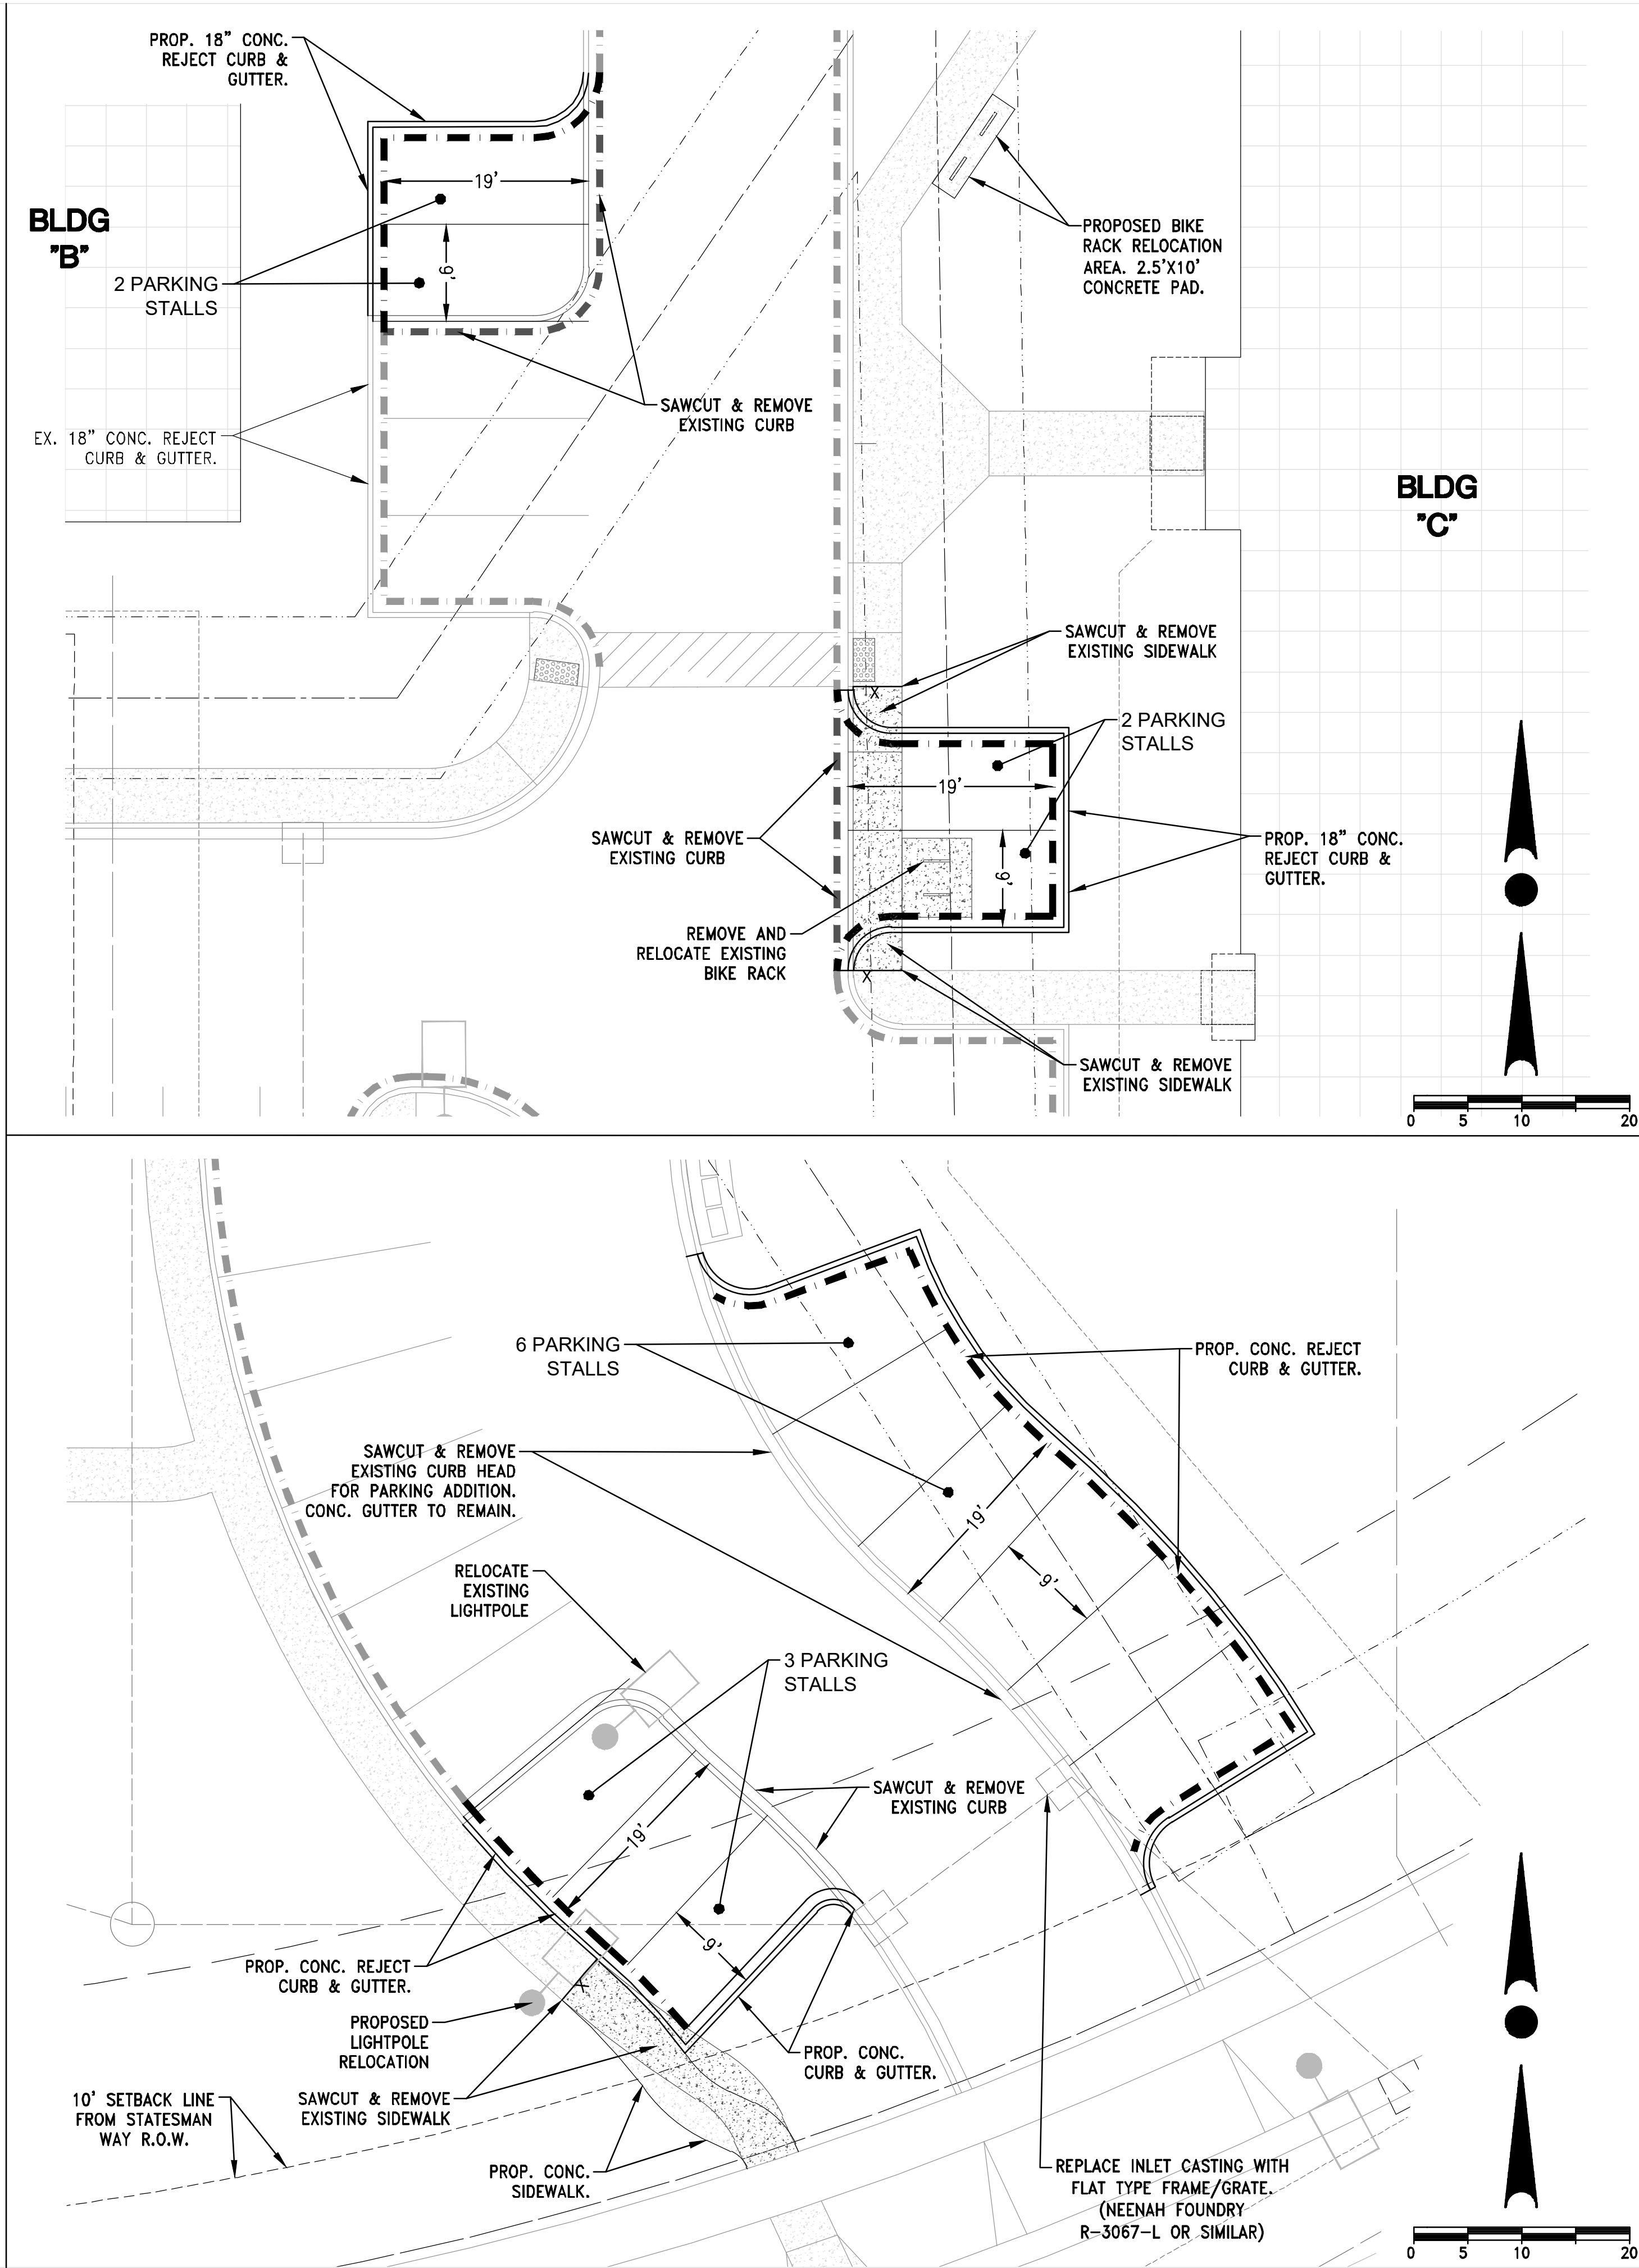 PROP. 18" CONC.
REJECT CURB &
GUTTER.
BLDG
"B"
19'
9'
2 PARKING
STALLS
PROPOSED BIKE
RACK RELOCATION
AREA. 2.5'X10'
CONCRETE PAD.
SAWCUT & REMOVE
EXISTING CURB
EX. 18" CONC. REJECT
CURB & GUTTER.
BLDG
"C"
SAWCUT & REMOVE
EXISTING SIDEWALK
X
2 PARKING
STALLS
19'
9'
SAWCUT & REMOVE
EXISTING CURB
PROP. 18" CONC.
REJECT CURB &
GUTTER.
REMOVE AND
RELOCATE EXISTING
BIKE RACK
X
SAWCUT & REMOVE
EXISTING SIDEWALK
0 5 10 20
6 PARKING
STALLS
PROP. CONC. REJECT
CURB & GUTTER.
SAWCUT & REMOVE
EXISTING CURB HEAD
FOR PARKING ADDITION.
CONC. GUTTER TO REMAIN.
19'
9'
RELOCATE
EXISTING
LIGHTPOLE
3 PARKING
STALLS
SAWCUT & REMOVE
EXISTING CURB
19'
9'
PROP. CONC. REJECT
CURB & GUTTER.
X
PROPOSED
LIGHTPOLE
RELOCATION
PROP. CONC.
CURB & GUTTER.
10' SETBACK LINE
FROM STATESMAN
WAY R.O.W.
SAWCUT & REMOVE
EXISTING SIDEWALK
PROP. CONC.
SIDEWALK.
REPLACE INLET CASTING WITH
FLAT TYPE FRAME/GRATE.
(NEENAH FOUNDRY
R-3067-L OR SIMILAR)
0 5 10 20